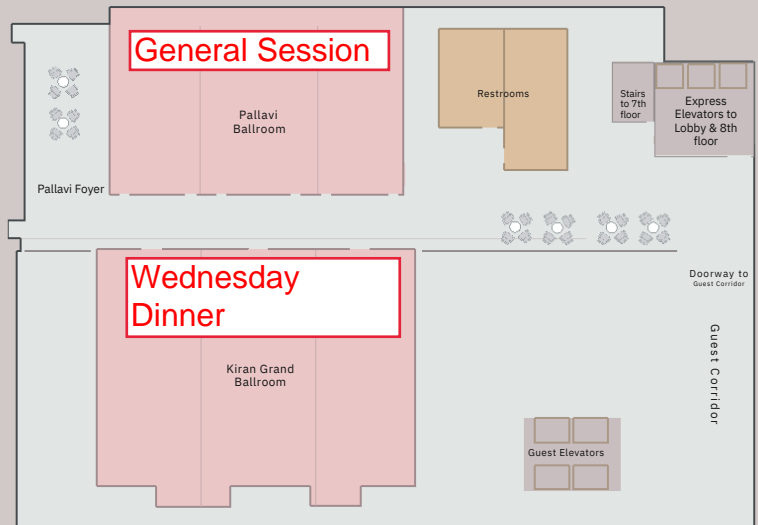 General Session
Pallavi
Ballroom
Restrooms
Stairs
to 7th
floor
Express
Elevators to
Lobby & 8th
floor
Pallavi Foyer
Wednesday
Dinner
Kiran Grand
Ballroom
Doorway to
Guest Corridor
Guest Corridor
Guest Elevators